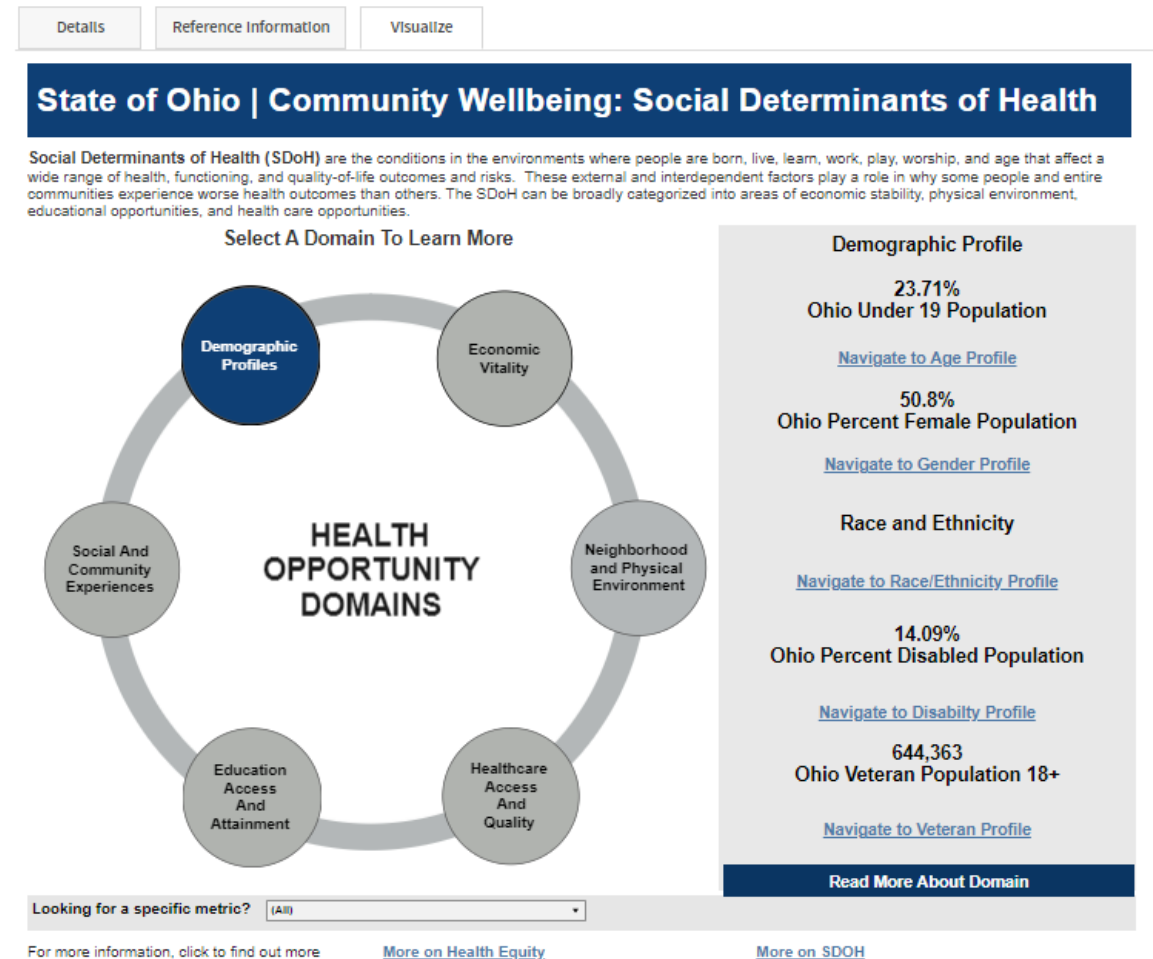 Details
Reference Information
Visualize
State of Ohio | Community Wellbeing: Social Determinants of Health
Social Determinants of Health (SDoH) are the conditions in the environments where people are born, live, learn, work, play, worship, and age that affect a
wide range of health, functioning, and quality-of-life outcomes and risks. These external and interdependent factors play a role in why some people and entire
communities experience worse health outcomes than others. The SDoH can be broadly categorized into areas of economic stability, physical environment,
educational opportunities, and health care opportunities.
Select A Domain To Learn More
Demographic
Profiles
Economic
Vitality
Social And
Community
Experiences
HEALTH
OPPORTUNITY
DOMAINS
Neighborhood
and Physical
Environment
Education
Access
And
Attainment
Healthcare
Access
And
Quality
Demographic Profile
23.71%
Ohio Under 19 Population
Navigate to Age Profile
50.8%
Ohio Percent Female Population
Navigate to Gender Profile
Race and Ethnicity
Navigate to Race/Ethnicity Profile
14.09%
Ohio Percent Disabled Population
Navigate to Disabilty Profile
644,363
Ohio Veteran Population 18+
Navigate to Veteran Profile
Read More About Domain
Looking for a specific metric?
(All)
For more information, click to find out more
More on Health Equity
More on SDOH